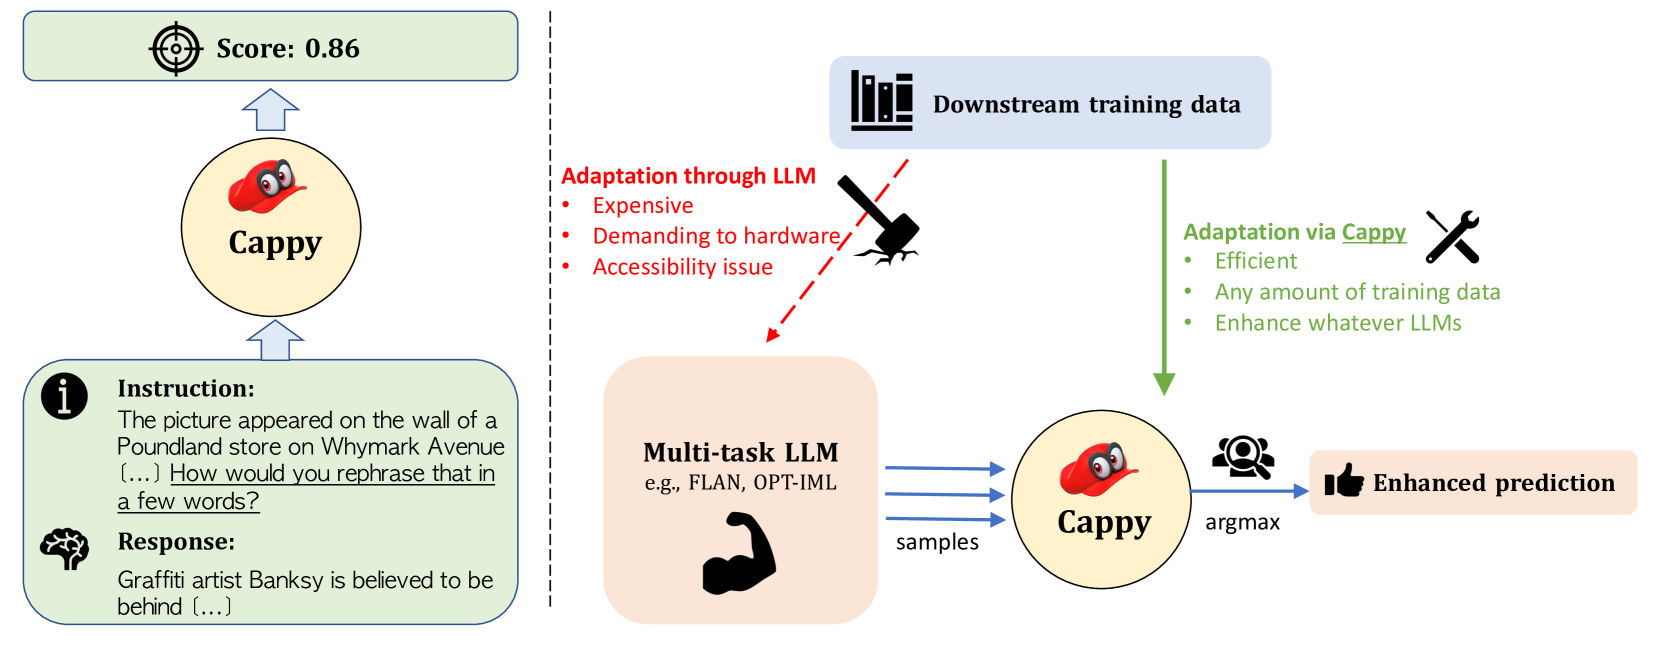 Score: 0.86
Cappy
Instruction:
The picture appeared on the wall of a
Poundland store on Whymark Avenue
[...] How would you rephrase that in
a few words?
Response:
Graffiti artist Banksy is believed to be
behind [...]
Downstream training data
Adaptation through LLM
• Expensive
• Demanding to hardware
• Accessibility issue
Adaptation via Cappy
• Efficient
• Any amount of training data
• Enhance whatever LLMs
Multi-task LLM
e.g., FLAN, OPT-IML
samples
Cappy
argmax
Enhanced prediction